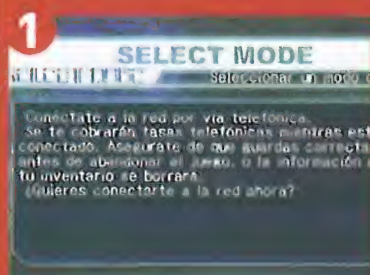 1
SELECT MODE
Seleccionar un modo
Conéctate a la red por vía telefónica.
Se te cobrarán tasas telefónicas mientras est
conectado. Asegúrate de que guardas correcta
antes de abandonar el juego, o la información
tu inventario se borrará.
¿Quieres conectarte a la red ahora?